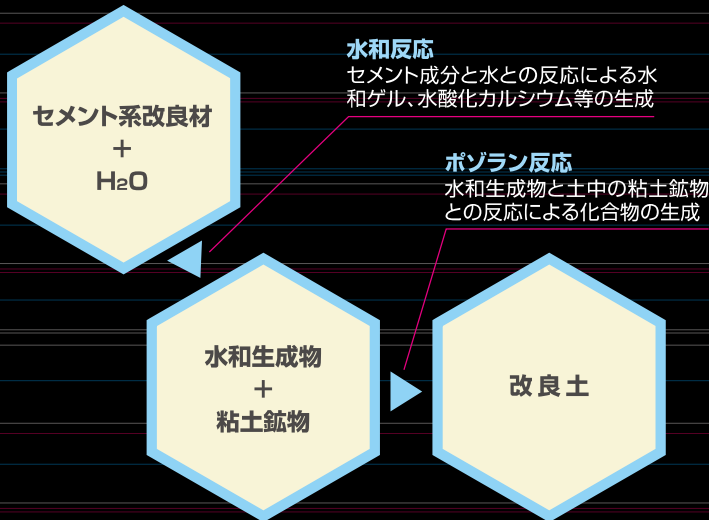 セメント系改良材
+
H₂O
水和反応
セメント成分と水との反応による水
和ゲル、水酸化カルシウム等の生成
ポゾラン反応
水和生成物と土中の粘土鉱物
との反応による化合物の生成
水和生成物
+
粘土鉱物
改良土